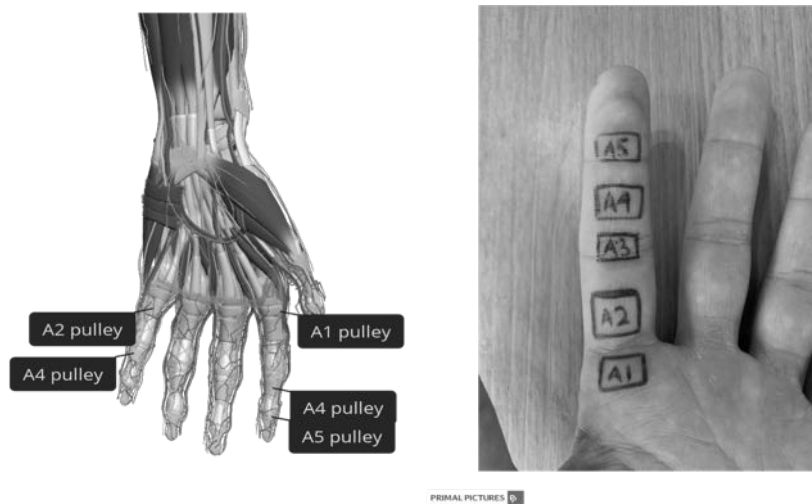 A2 pulley
A4 pulley
A1 pulley
A4 pulley
A5 pulley
A5
A4
A3
A2
A1
PRIMAL PICTURES